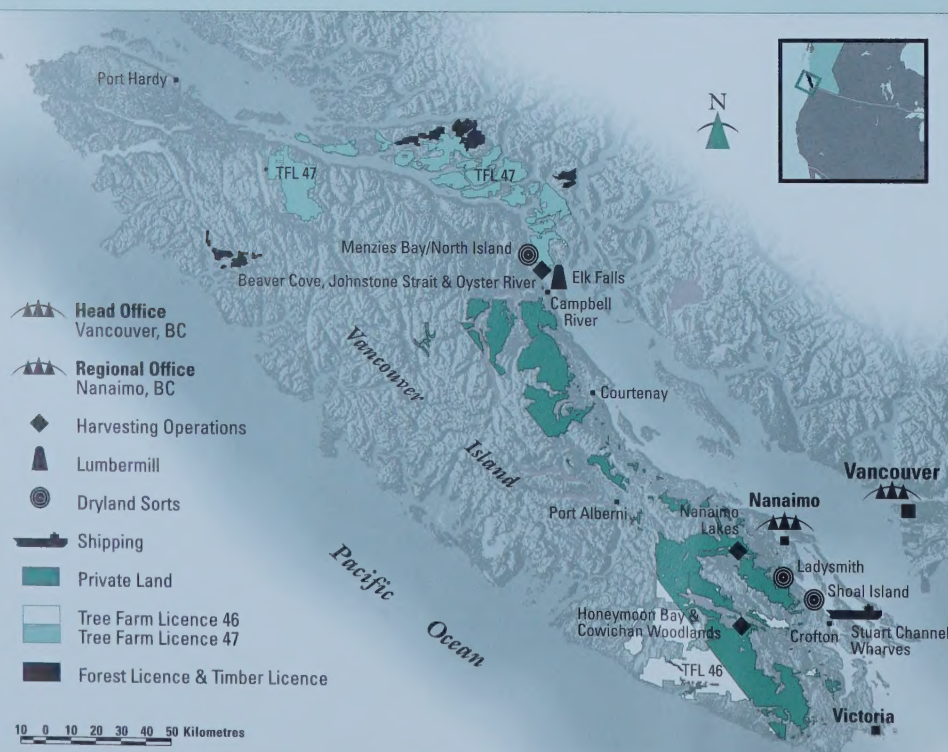 Port Hardy
N
TFL 47
TFL 47
Menzies Bay/North Island
Beaver Cove, Johnstone Strait & Oyster River
Elk Falls
Campbell
River
Head Office
Vancouver, BC
Regional Office
Nanaimo, BC
Harvesting Operations
Lumbermill
Dryland Sorts
Shipping
Private Land
Tree Farm Licence 46
Tree Farm Licence 47
Forest Licence & Timber Licence
10 0 10 20 30 40 50 Kilometres
Vancouver
Island
Pacific
Ocean
Courtenay
Port Alberni
Nanaimo
Lakes
Nanaimo
Vancouver
Ladysmith
Shoal Island
Honeymoon Bay &
Cowichan Woodlands
Crofton
Stuart Channel
Wharves
TFL 46
Victoria